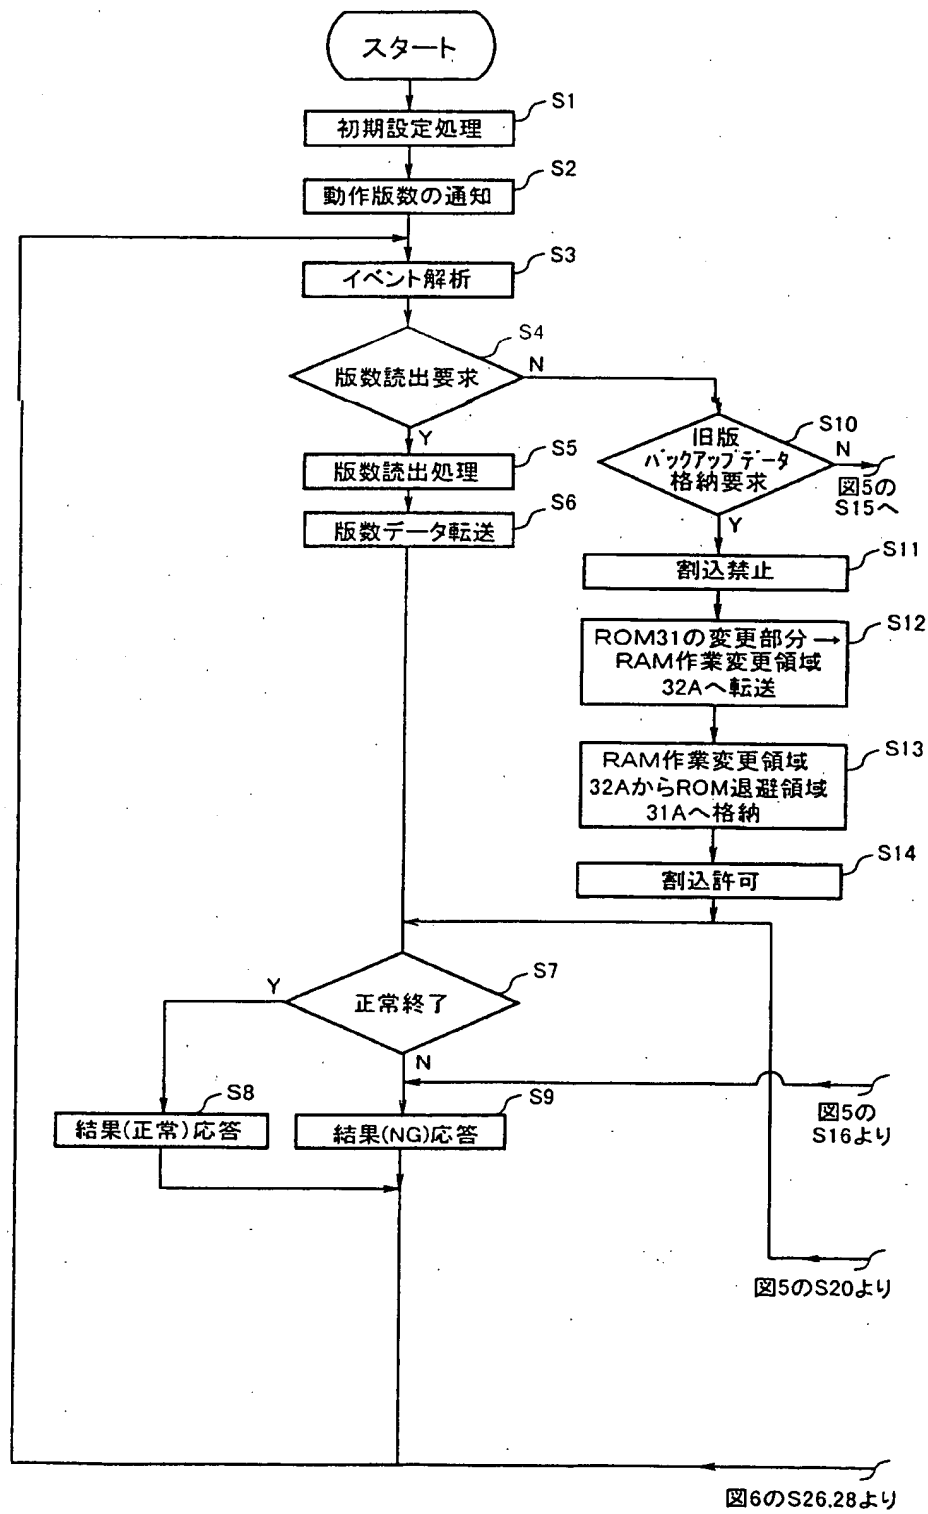 スタート
S1
初期設定処理
S2
動作版数の通知
S3
イベント解析
S4
版数読出要求
N
Y
S5
版数読出処理
S6
版数データ転送
S10
旧版
バックアップデータ
格納要求
N
図5の
S15へ
Y
S11
割込禁止
S12
ROM31の変更部分→
RAM作業変更領域
32Aへ転送
S13
RAM作業変更領域
32AからROM退避領域
31Aへ格納
S14
割込許可
S7
正常終了
Y
N
S8
結果(正常)応答
S9
結果(NG)応答
図5の
S16より
図5のS20より
図6のS26,28より